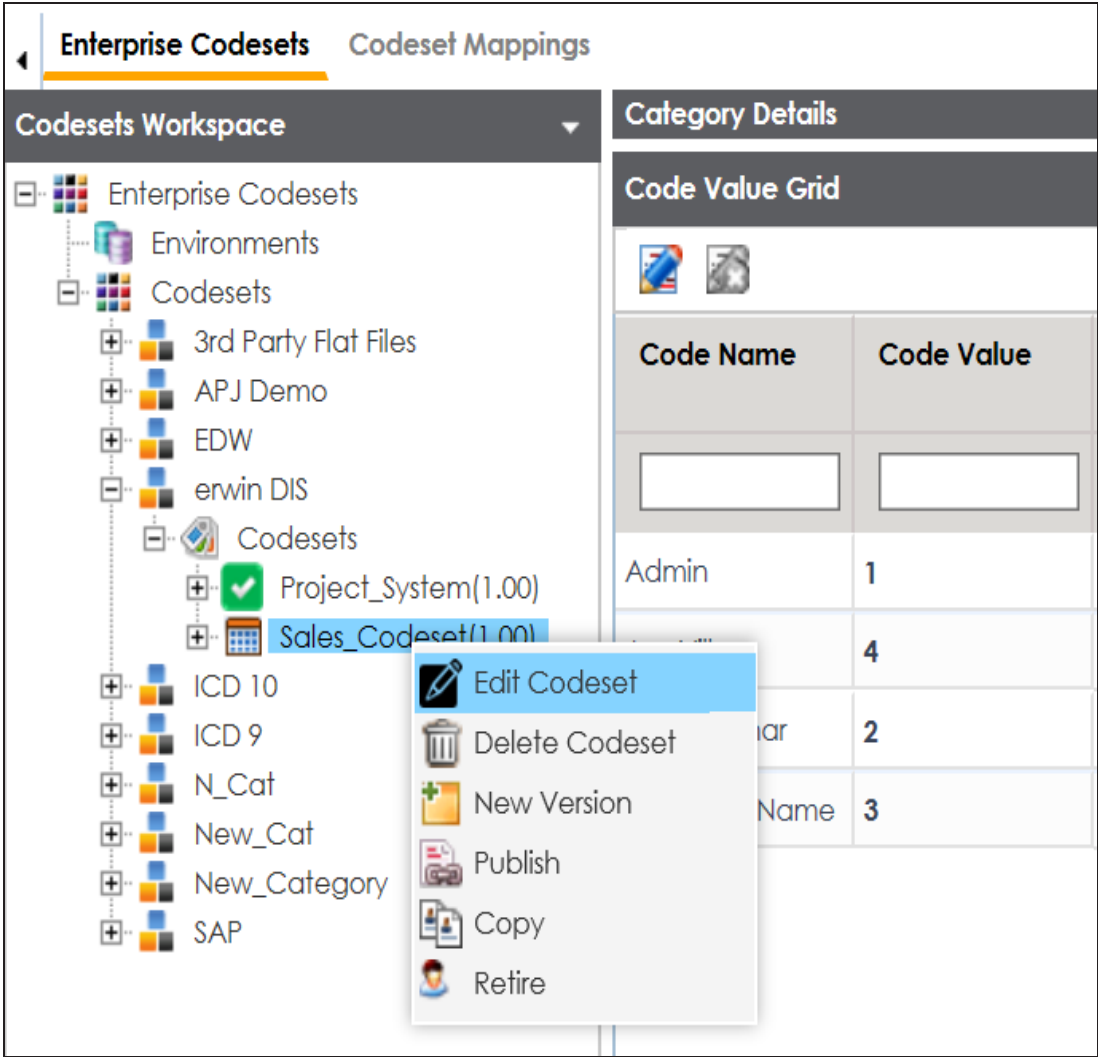 Enterprise Codesets Codeset Mappings
Codesets Workspace
Enterprise Codesets
Environments
Codesets
3rd Party Flat Files
APJ Demo
EDW
erwin DIS
Codesets
Project_System(1.00)
Sales_Codeset(1.00)
ICD 10
ICD 9
N_Cat
New_Cat
New_Category
SAP
Edit Codeset
Delete Codeset
New Version
Publish
Copy
Retire
Category Details
Code Value Grid
Code Name Code Value
Admin 1
4
2
Name 3